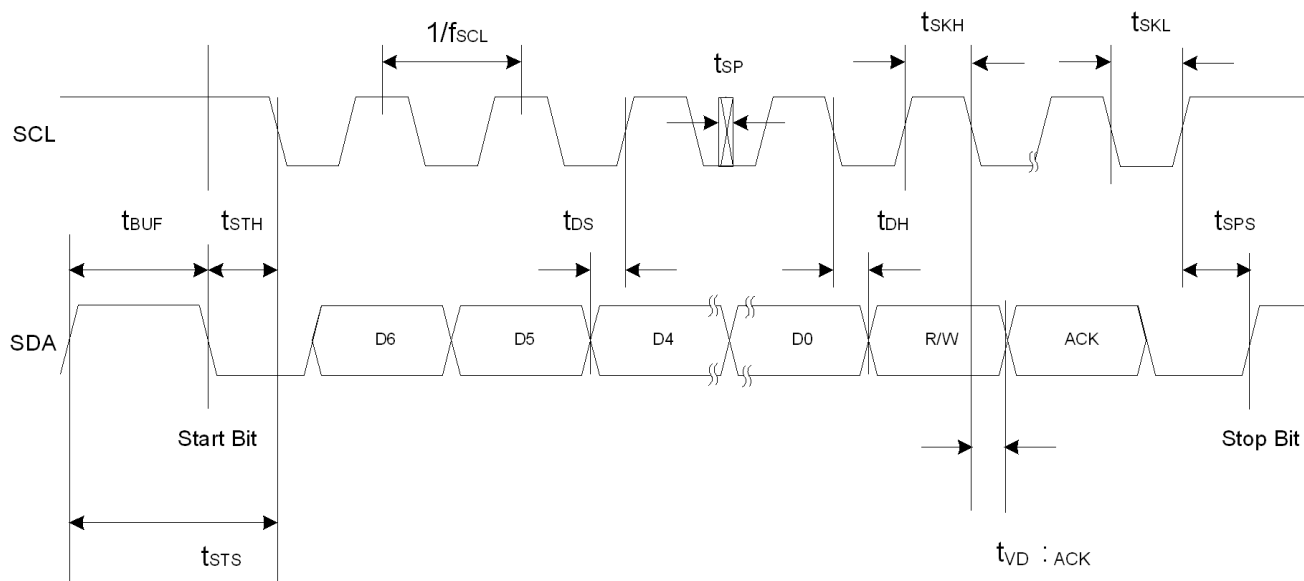 1/fSCL
tSKH
tSKL
tSP
SCL
tBUF
tSTH
tDS
tDH
tSPS
SDA
D6
D5
D4
D0
R/W
ACK
Start Bit
Stop Bit
tSTS
tVD : ACK